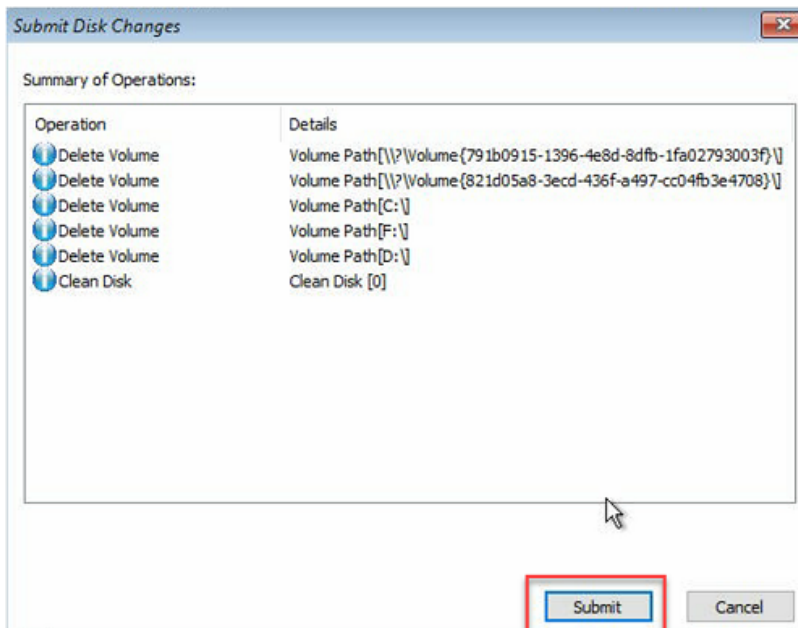 Submit Disk Changes
Summary of Operations:
Operation Details
Delete Volume Volume Path[\\?\Volume{791b0915-1396-4e8d-8dfb-1fa02793003f}\]
Delete Volume Volume Path[\\?\Volume{821d05a8-3ecd-436f-a497-cc04fb3e4708}\]
Delete Volume Volume Path[C:\]
Delete Volume Volume Path[F:\]
Delete Volume Volume Path[D:\]
Clean Disk Clean Disk [0]
Submit Cancel